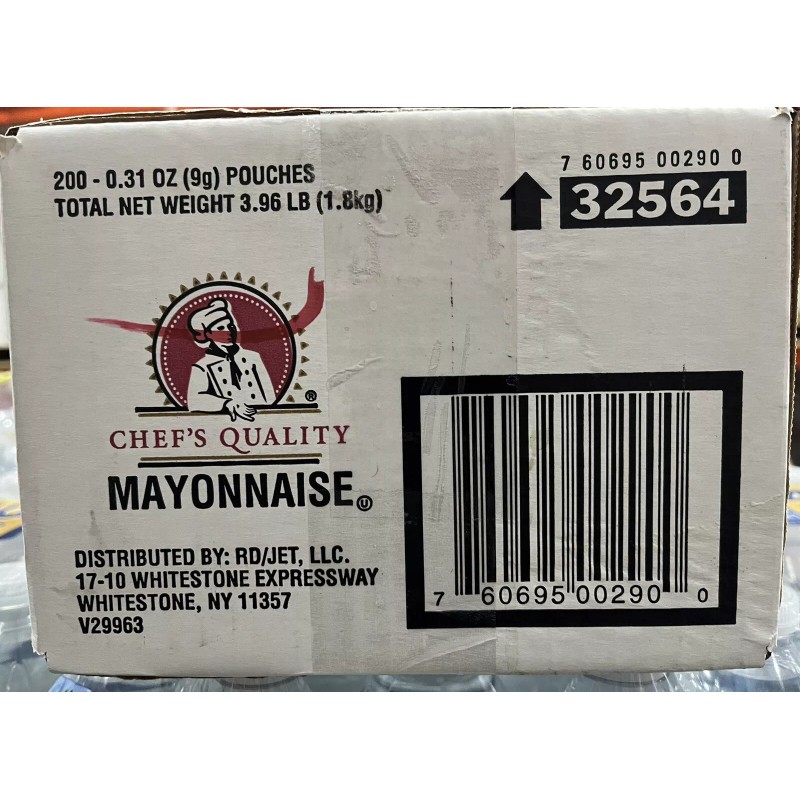 200 - 0.31 OZ (9g) POUCHES
TOTAL NET WEIGHT 3.96 LB (1.8kg)
7 60695 00290 0
32564
®
CHEF'S QUALITY
MAYONNAISE Ⓤ
DISTRIBUTED BY: RD/JET, LLC.
17-10 WHITESTONE EXPRESSWAY
WHITESTONE, NY 11357
V29963
7 60695 00290 0